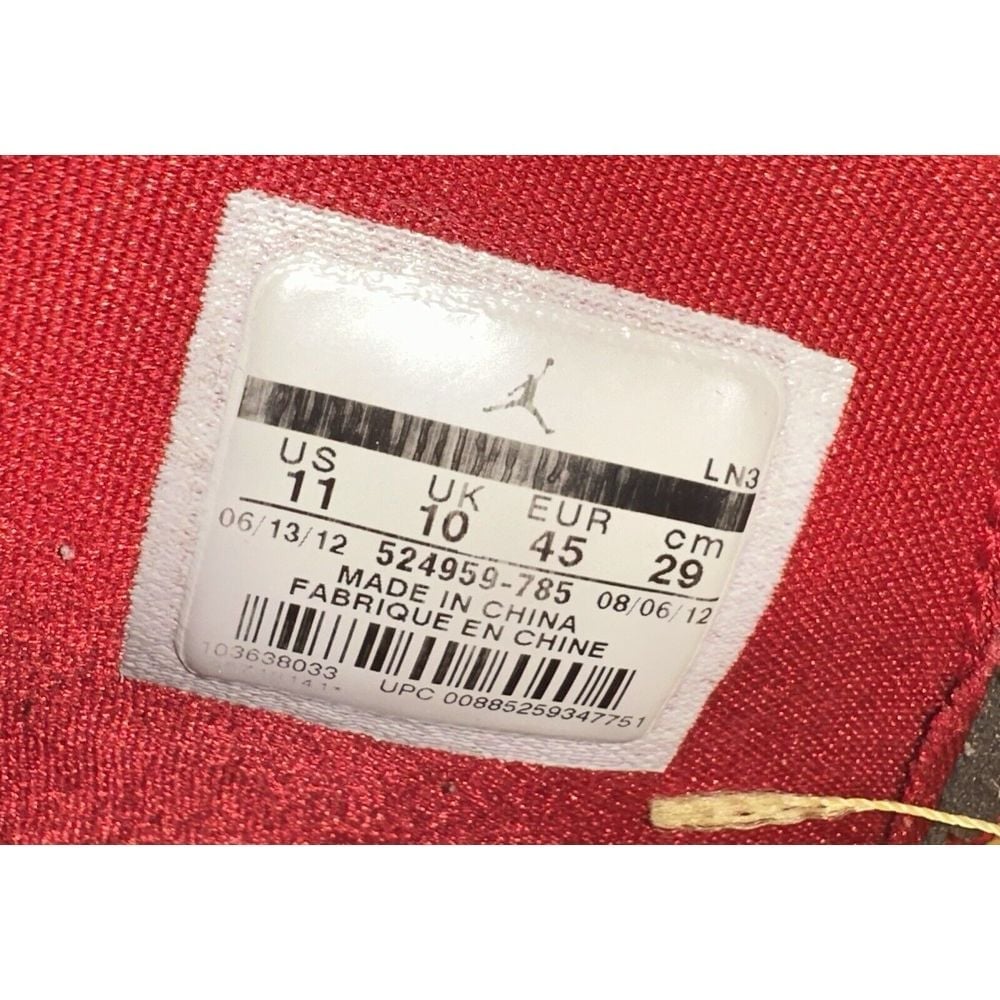 LN3
US UK EUR cm
11 10 45 29
06/13/12 524959-785 08/06/12
MADE IN CHINA
FABRIQUE EN CHINE
103638033
UPC 00885259347751